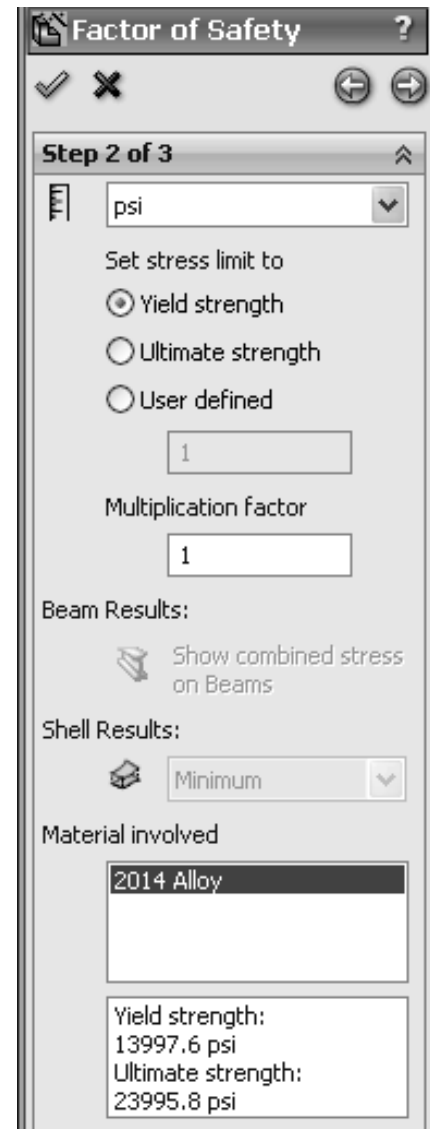 Factor of Safety ?
Step 2 of 3
psi
Set stress limit to
Yield strength
Ultimate strength
User defined
1
Multiplication factor
1
Beam Results:
Show combined stress
on Beams
Shell Results:
Minimum
Material involved
2014 Alloy
Yield strength:
13997.6 psi
Ultimate strength:
23995.8 psi